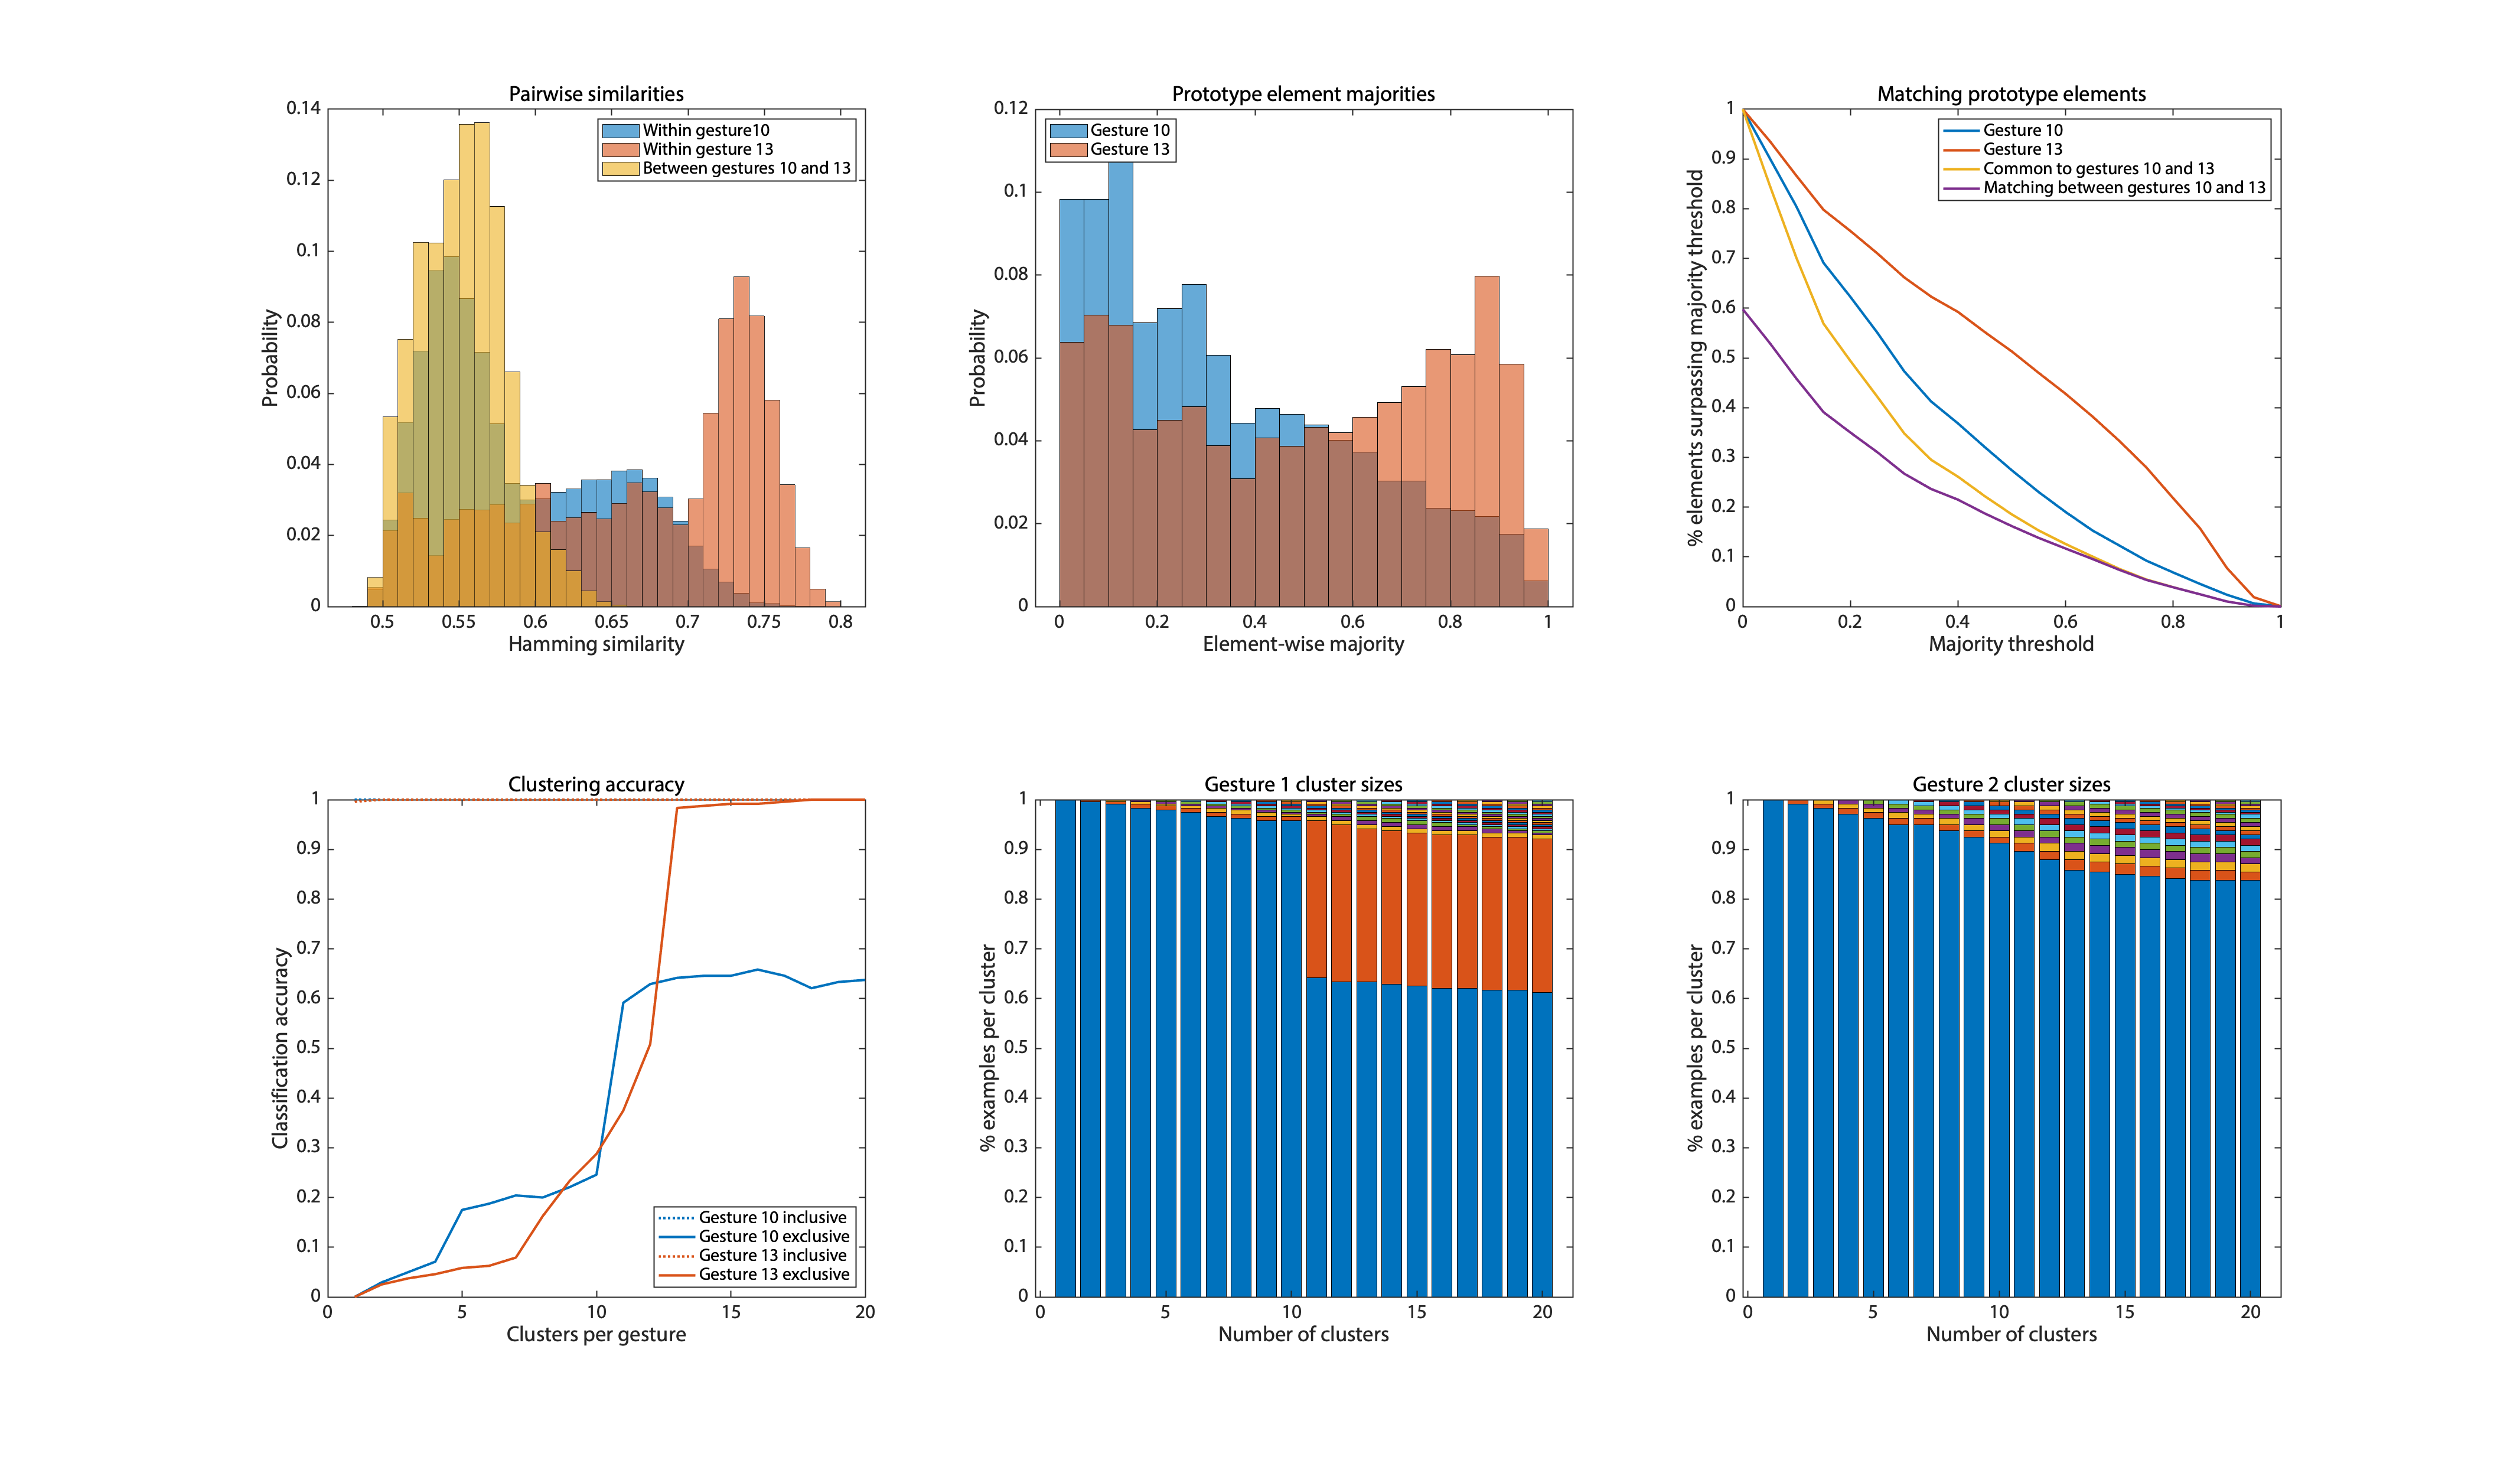 Pairwise similarities
0.14
0.12
0.1
0.08
0.06
0.04
0.02
0
Probability
Within gesture10
Within gesture 13
Between gestures 10 and 13
0.5 0.55 0.6 0.65 0.7 0.75 0.8
Hamming similarity
Prototype element majorities
0.12
0.1
0.08
0.06
0.04
0.02
0
Probability
Gesture 10
Gesture 13
0 0.2 0.4 0.6 0.8 1
Element-wise majority
Matching prototype elements
1
0.9
0.8
0.7
0.6
0.5
0.4
0.3
0.2
0.1
0
% elements surpassing majority threshold
Gesture 10
Gesture 13
Common to gestures 10 and 13
Matching between gestures 10 and 13
0 0.2 0.4 0.6 0.8 1
Majority threshold
Clustering accuracy
1
0.9
0.8
0.7
0.6
0.5
0.4
0.3
0.2
0.1
0
Classification accuracy
Gesture 10 inclusive
Gesture 10 exclusive
Gesture 13 inclusive
Gesture 13 exclusive
0 5 10 15 20
Clusters per gesture
Gesture 1 cluster sizes
1
0.9
0.8
0.7
0.6
0.5
0.4
0.3
0.2
0.1
0
% examples per cluster
0 5 10 15 20
Number of clusters
Gesture 2 cluster sizes
1
0.9
0.8
0.7
0.6
0.5
0.4
0.3
0.2
0.1
0
% examples per cluster
0 5 10 15 20
Number of clusters